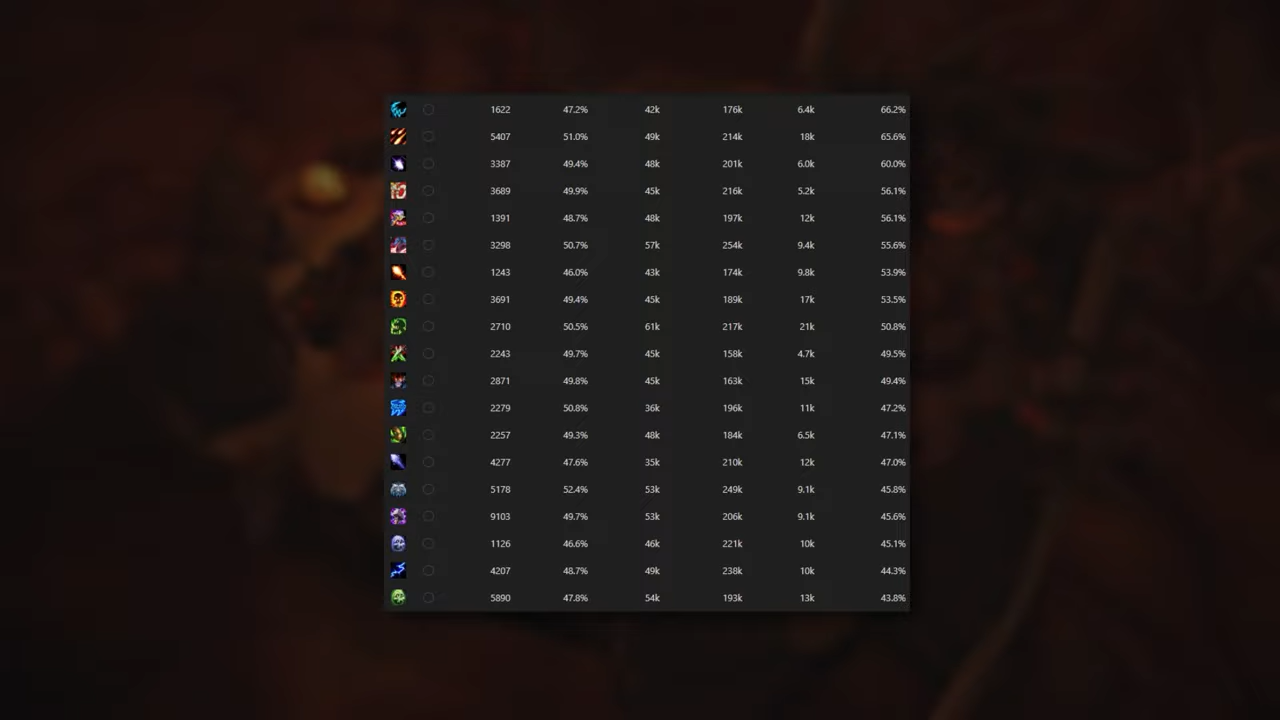 1622 47.2% 42k 176k 6.4k 66.2%
5407 51.0% 49k 214k 18k 65.6%
3387 49.4% 48k 201k 6.0k 60.0%
3689 49.9% 45k 216k 5.2k 56.1%
1391 48.7% 48k 197k 12k 56.1%
3298 50.7% 57k 254k 9.4k 55.6%
1243 46.0% 43k 174k 9.8k 53.9%
3691 49.4% 45k 189k 17k 53.5%
2710 50.5% 61k 217k 21k 50.8%
2243 49.7% 45k 158k 4.7k 49.5%
2871 49.8% 45k 163k 15k 49.4%
2279 50.8% 36k 196k 11k 47.2%
2257 49.3% 48k 184k 6.5k 47.1%
4277 47.6% 35k 210k 12k 47.0%
5178 52.4% 53k 249k 9.1k 45.8%
9103 49.7% 53k 206k 9.1k 45.6%
1126 46.6% 46k 221k 10k 45.1%
4207 48.7% 49k 238k 10k 44.3%
5890 47.8% 54k 193k 13k 43.8%